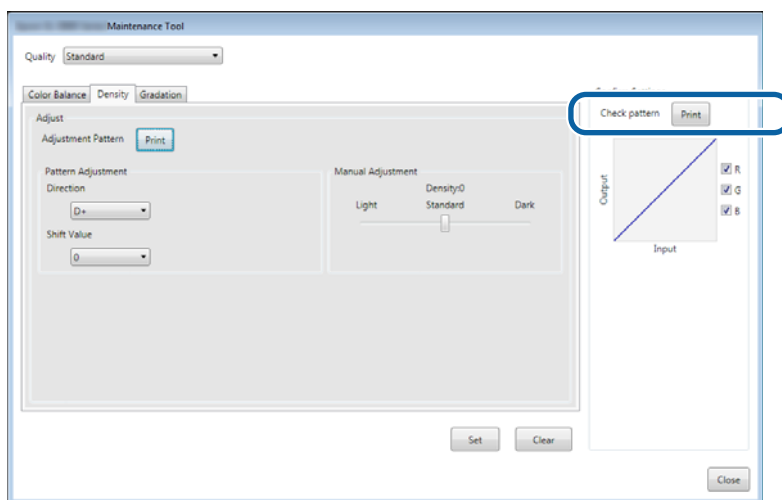 Maintenance Tool
Quality Standard
Color Balance Density Gradation
Adjust
Adjustment Pattern Print
Pattern Adjustment
Direction
D+
Shift Value
0
Manual Adjustment
Density:0
Light Standard Dark
Check pattern Print
Output
R
G
B
Input
Set Clear
Close